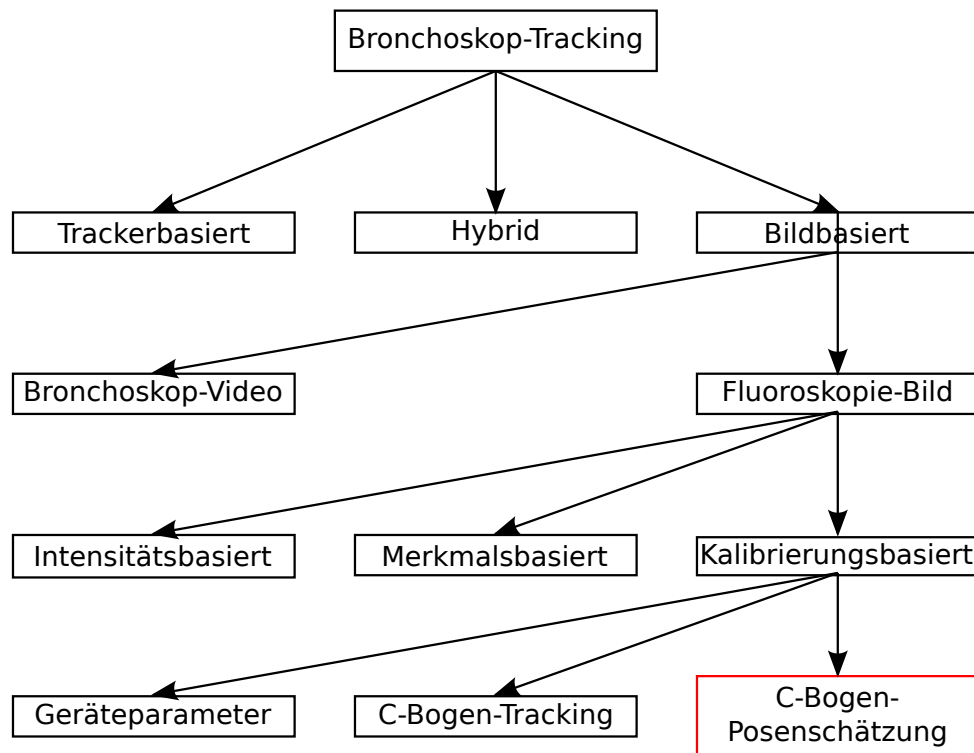 Bronchoskop-Tracking
Trackerbasiert
Hybrid
Bildbasiert
Bronchoskop-Video
Fluoroskopie-Bild
Intensitätsbasiert
Merkmalsbasiert
Kalibrierungsbasiert
Geräteparameter
C-Bogen-Tracking
C-Bogen-
Posenschätzung